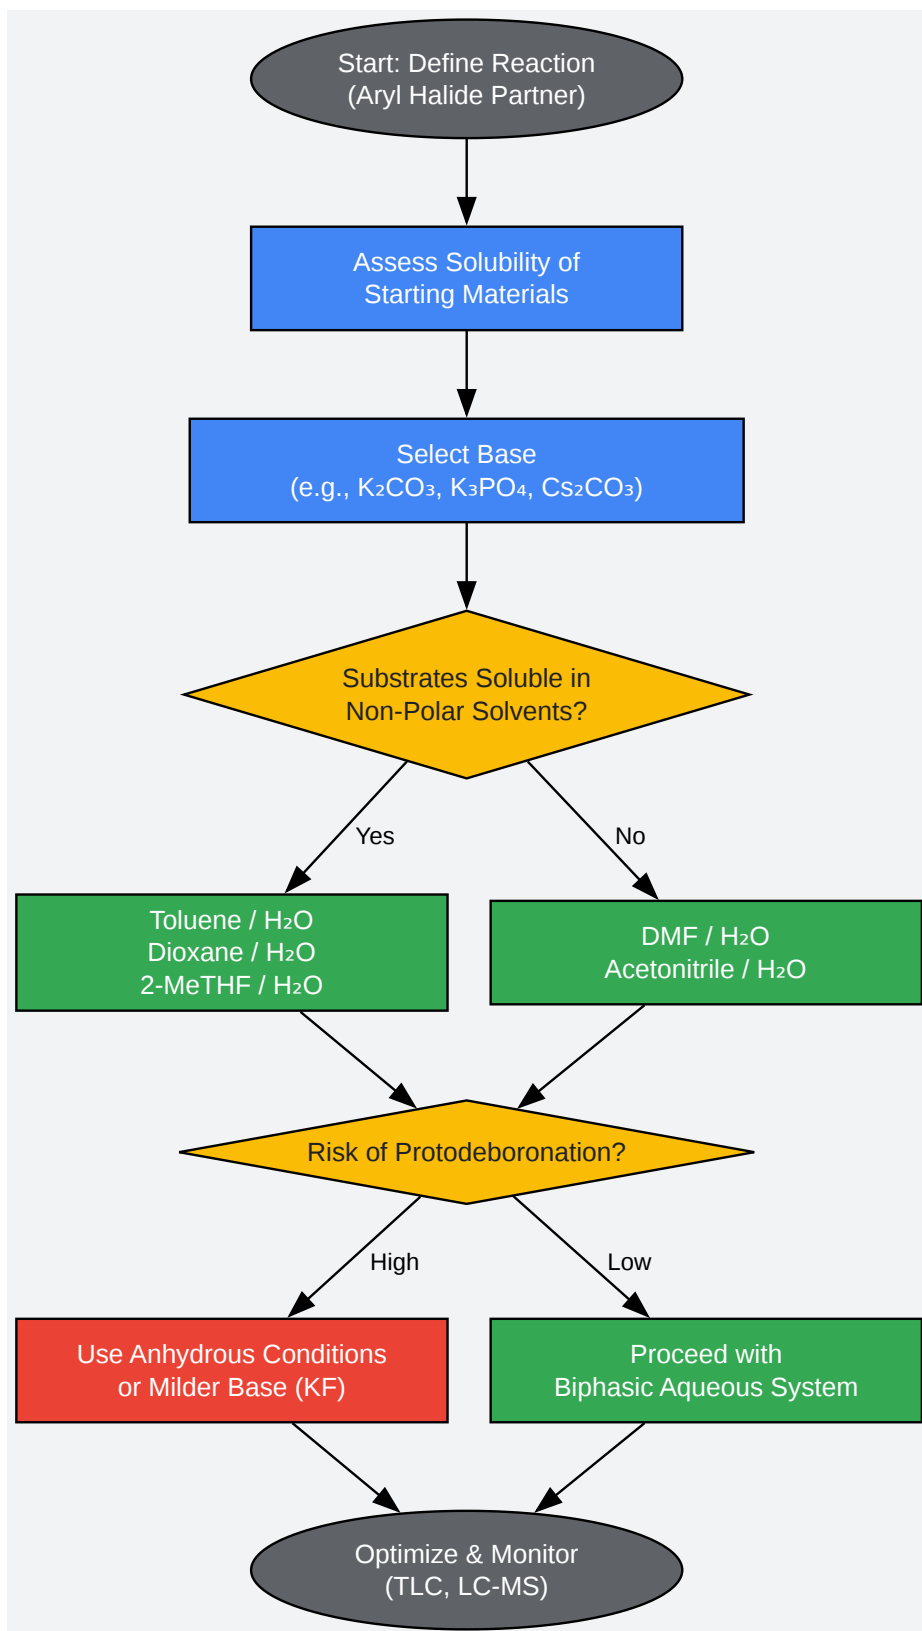 Start: Define Reaction
(Aryl Halide Partner)
Assess Solubility of
Starting Materials
Select Base
(e.g., K₂CO₃, K₃PO₄, Cs₂CO₃)
Substrates Soluble in
Non-Polar Solvents?
Yes
No
Toluene / H₂O
Dioxane / H₂O
2-MeTHF / H₂O
DMF / H₂O
Acetonitrile / H₂O
Risk of Protodeboronation?
High
Low
Use Anhydrous Conditions
or Milder Base (KF)
Proceed with
Biphasic Aqueous System
Optimize & Monitor
(TLC, LC-MS)